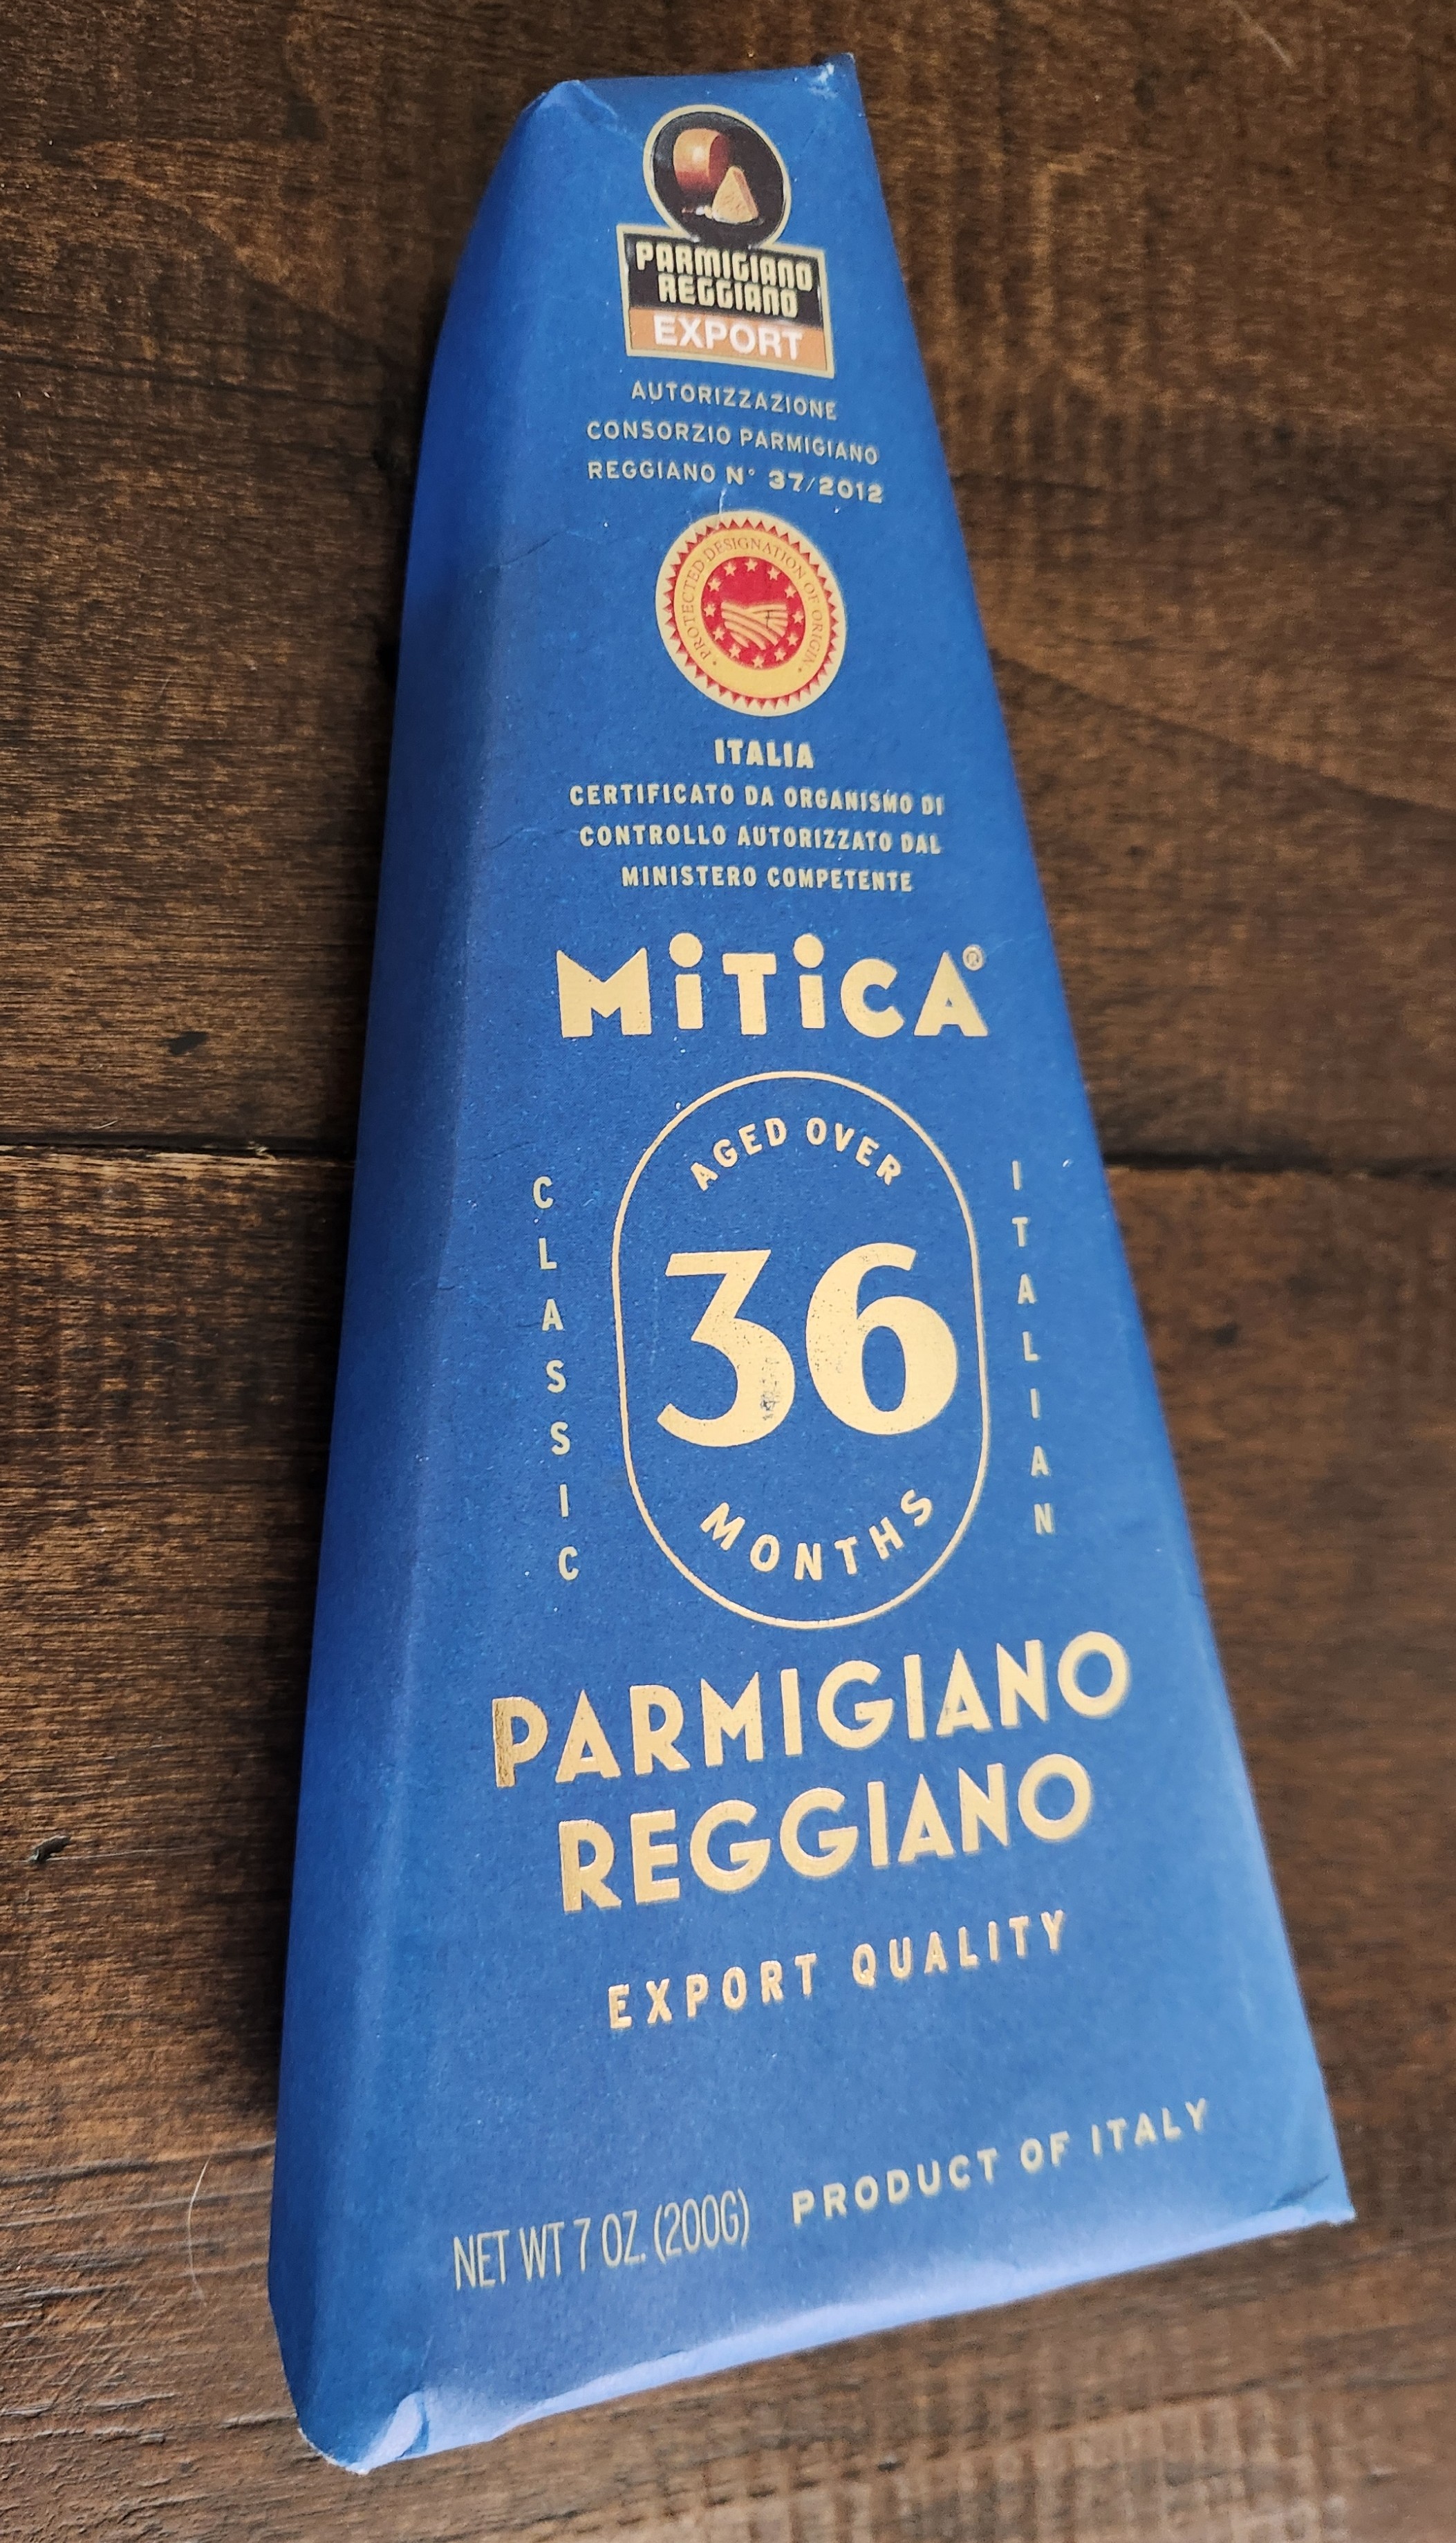 PARMIGIANO
REGGIANO
EXPORT
AUTORIZZAZIONE
CONSORZIO PARMIGIANO
REGGIANO N° 37/2012
• PROTECTED DESIGNATION OF ORIGIN •
ITALIA
CERTIFICATO DA ORGANISMO DI
CONTROLLO AUTORIZZATO DAL
MINISTERO COMPETENTE
MiTiCA®
CLASSIC
AGED OVER
36
MONTHS
ITALIAN
PARMIGIANO
REGGIANO
EXPORT QUALITY
NET WT 7 OZ. (200G) PRODUCT OF ITALY